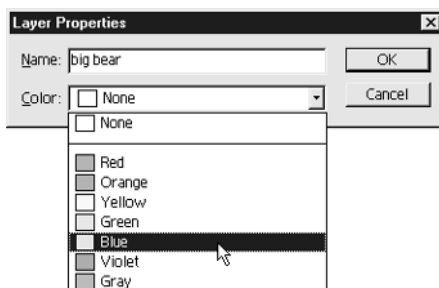 Layer Properties
Name: big bear
OK
Color: None
Cancel
None
Red
Orange
Yellow
Green
Blue
Violet
Gray